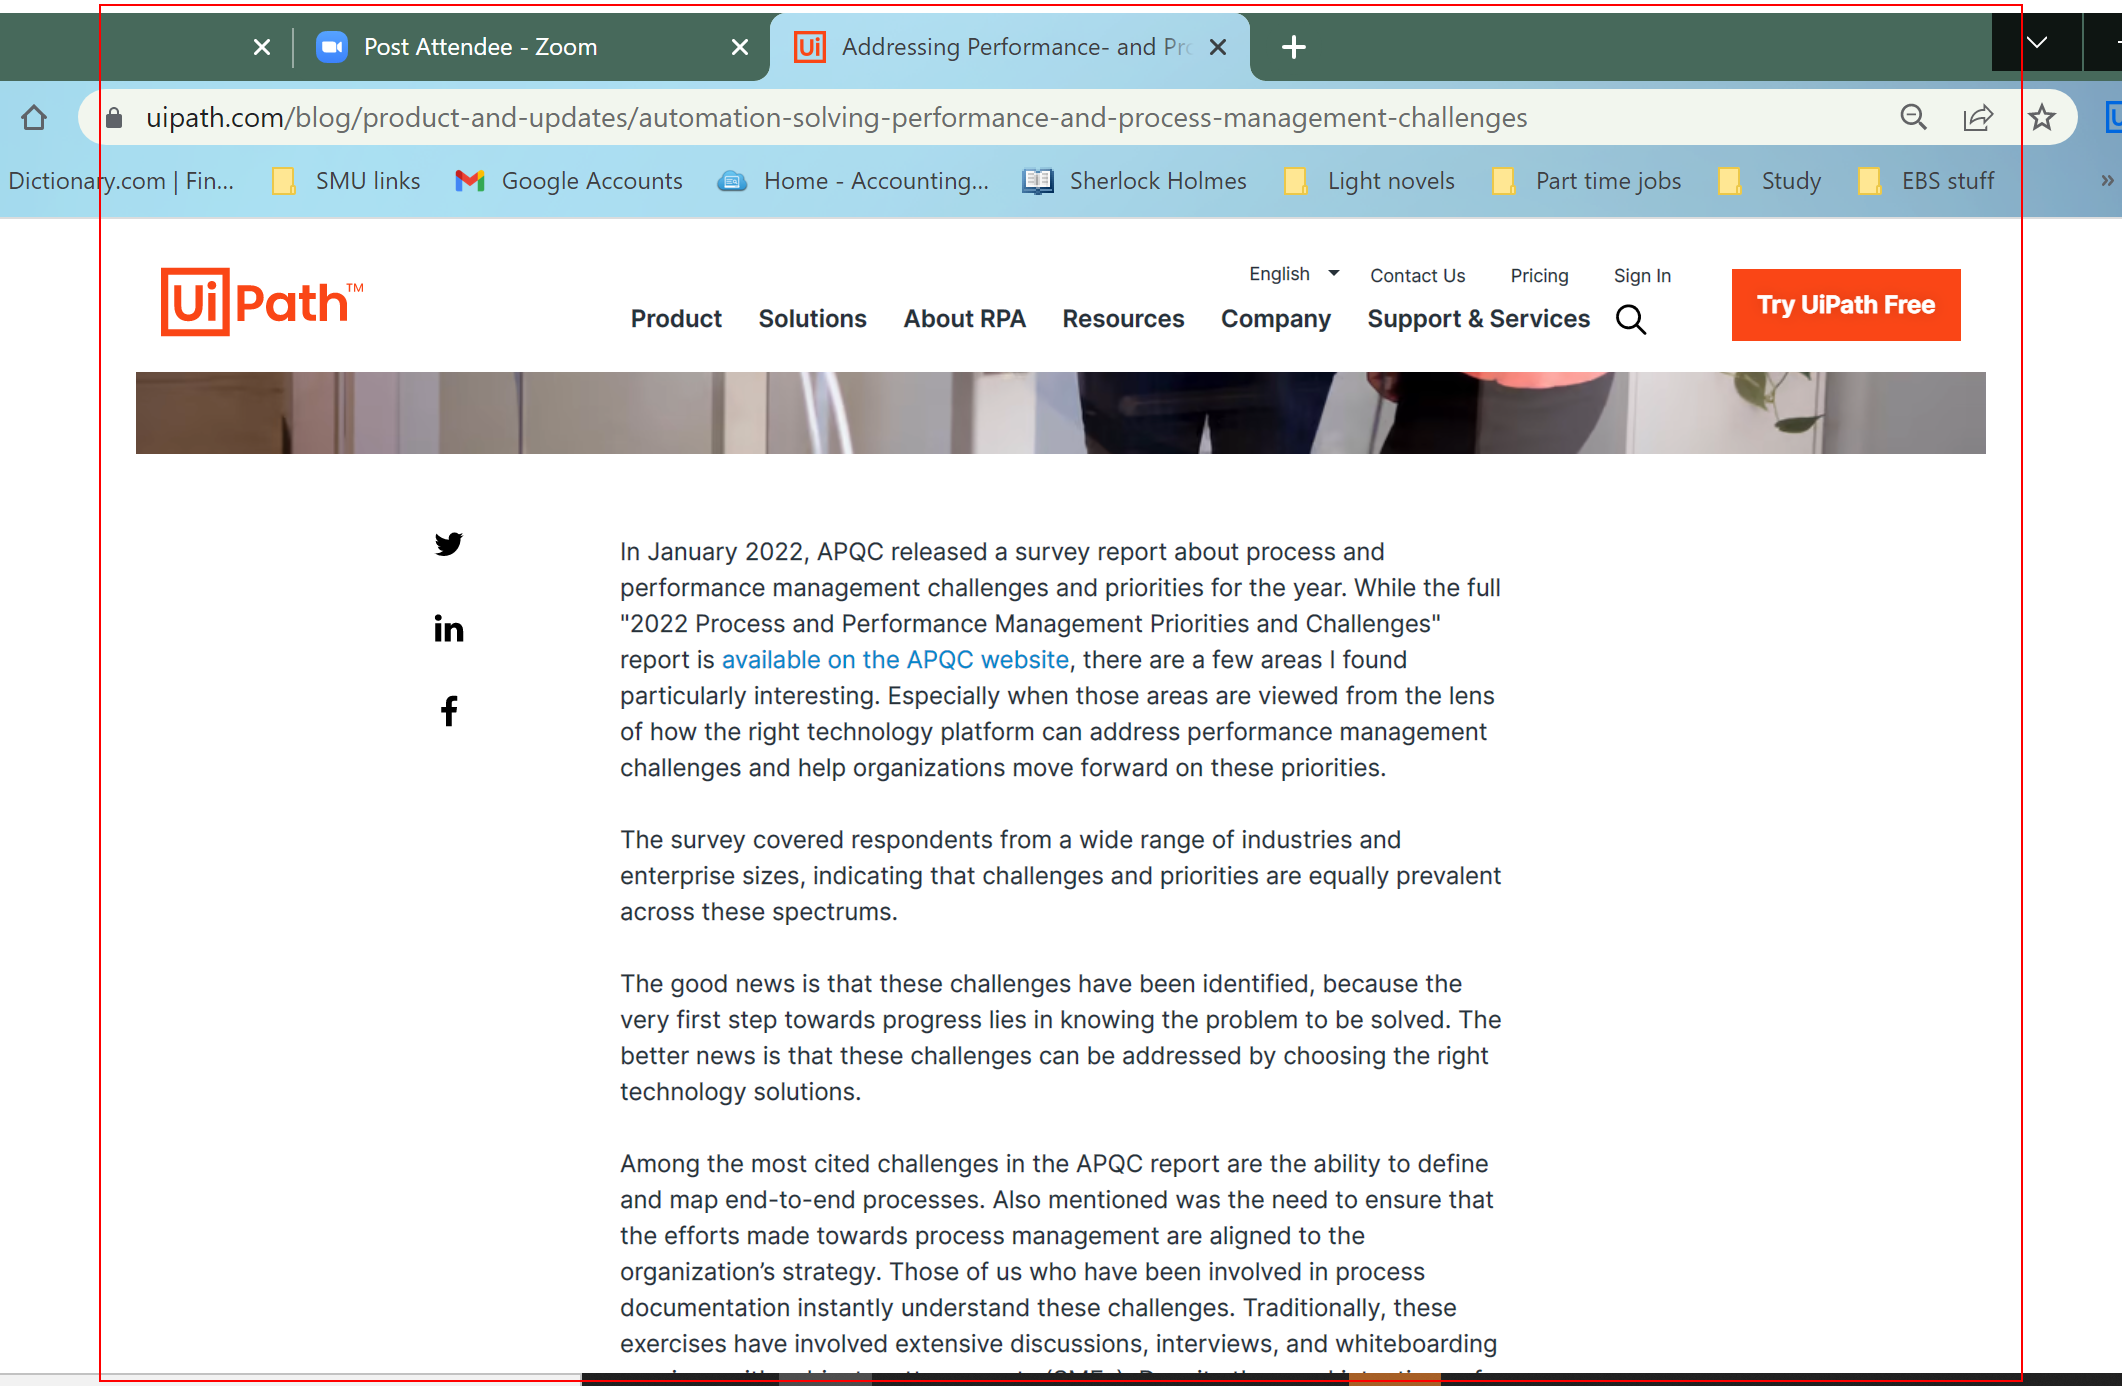 Post Attendee - Zoom
Addressing Performance- and
uipath.com/blog/product-and-updates/automation-solving-performance-and-process-management-challenges
Dictionary.com | Fin... SMU links Google Accounts Home - Accounting... Sherlock Holmes Light novels Part time jobs Study EBS stuff »
UiPath™
English Contact Us Pricing Sign In
Product Solutions About RPA Resources Company Support & Services
Try UiPath Free
In January 2022, APQC released a survey report about process and
performance management challenges and priorities for the year. While the full
"2022 Process and Performance Management Priorities and Challenges"
report is available on the APQC website, there are a few areas I found
particularly interesting. Especially when those areas are viewed from the lens
of how the right technology platform can address performance management
challenges and help organizations move forward on these priorities.
The survey covered respondents from a wide range of industries and
enterprise sizes, indicating that challenges and priorities are equally prevalent
across these spectrums.
The good news is that these challenges have been identified, because the
very first step towards progress lies in knowing the problem to be solved. The
better news is that these challenges can be addressed by choosing the right
technology solutions.
Among the most cited challenges in the APQC report are the ability to define
and map end-to-end processes. Also mentioned was the need to ensure that
the efforts made towards process management are aligned to the
organization’s strategy. Those of us who have been involved in process
documentation instantly understand these challenges. Traditionally, these
exercises have involved extensive discussions, interviews, and whiteboarding